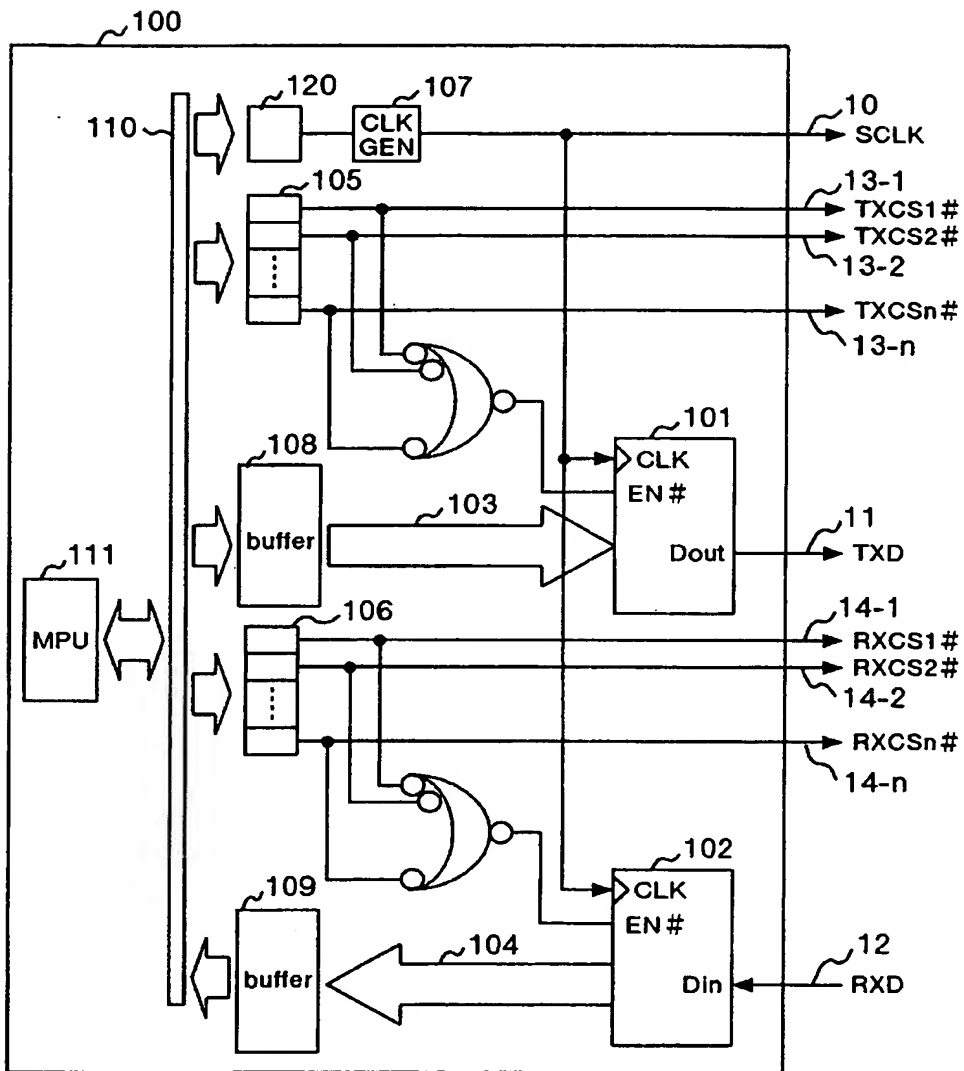 100
110
120
107
CLK
GEN
10
SCLK
105
13-1
TXCS1#
TXCS2#
13-2
TXCSn#
13-n
101
CLK
EN#
108
buffer
103
Dout
11
TXD
111
MPU
106
14-1
RXCS1#
RXCS2#
14-2
RXCSn#
14-n
102
CLK
EN#
109
buffer
104
Din
12
RXD